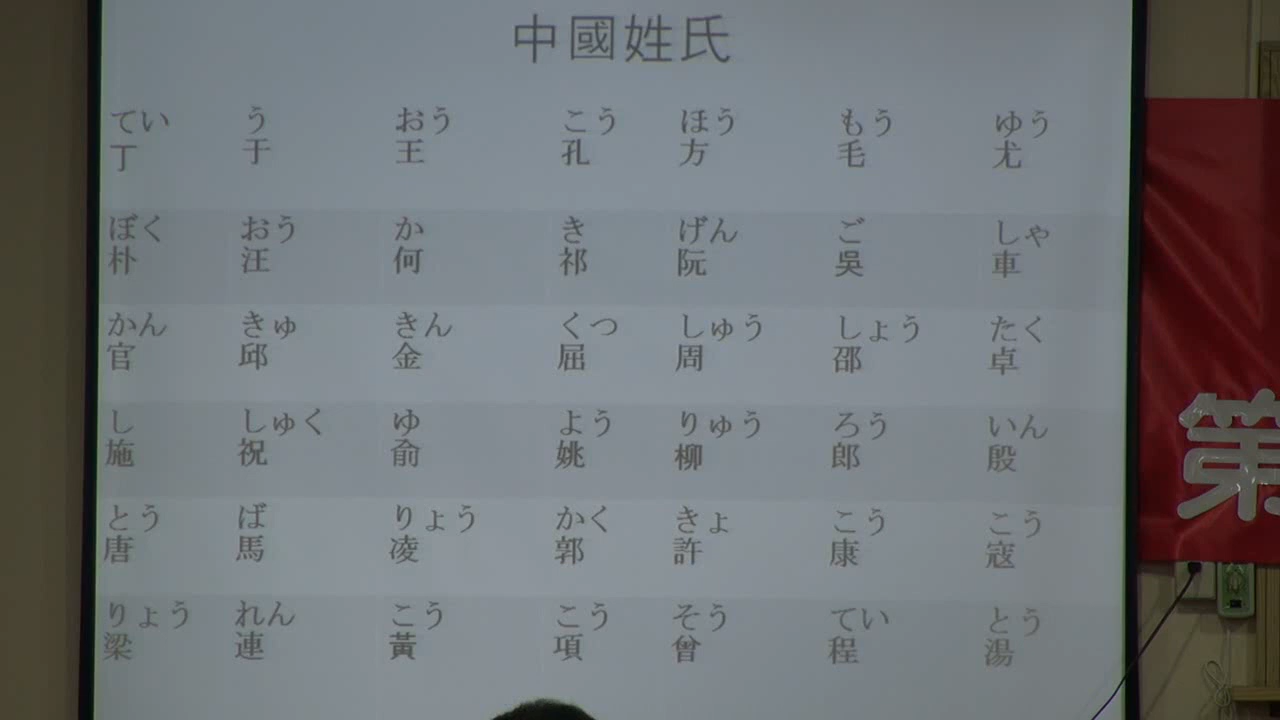 中國姓氏
てい う おう こう ほう もう ゆう
丁 于 王 孔 方 毛 尤
ぼく おう か き げん ご しゃ
朴 汪 何 祁 阮 吳 車
かん きゅ きん くつ しゅう しょう たく
官 邱 金 屈 周 邵 卓
し しゅく ゆ よう りゅう ろう いん
施 祝 俞 姚 柳 郎 殷
とう ば りょう かく きょ こう こう
唐 馬 凌 郭 許 康 寇
りょう れん こう こう そう てい とう
梁 連 黃 項 曾 程 湯
第